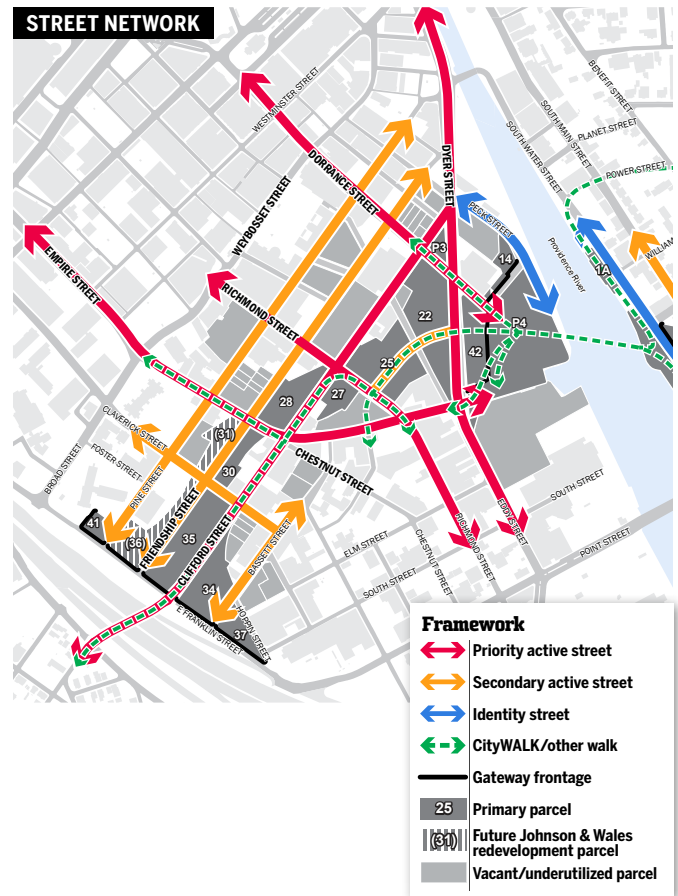 STREET NETWORK
BENEFIT STREET
SOUTH MAIN STREET
PLANET STREET
SOUTH WATER STREET
POWER STREET
WESTMINSTER STREET
DORRANCE STREET
DYER STREET
WEYBOSSET STREET
PECK STREET
Providence River
1A
P3
14
EMPIRE STREET
RICHMOND STREET
22
P4
42
25
27
28
(31)
CLAVERICK STREET
FOSTER STREET
BROAD STREET
PINE STREET
30
CHESTNUT STREET
FRIENDSHIP STREET
CLIFFORD STREET
BASSETT STREET
41
(36)
35
34
37
HOPPIN STREET
E FRANKLIN STREET
ELM STREET
SOUTH STREET
CHESTNUT STREET
RICHMOND STREET
EDDY STREET
SOUTH STREET
POINT STREET
Framework
Priority active street
Secondary active street
Identity street
CityWALK/other walk
Gateway frontage
25 Primary parcel
(31) Future Johnson & Wales
redevelopment parcel
Vacant/underutilized parcel